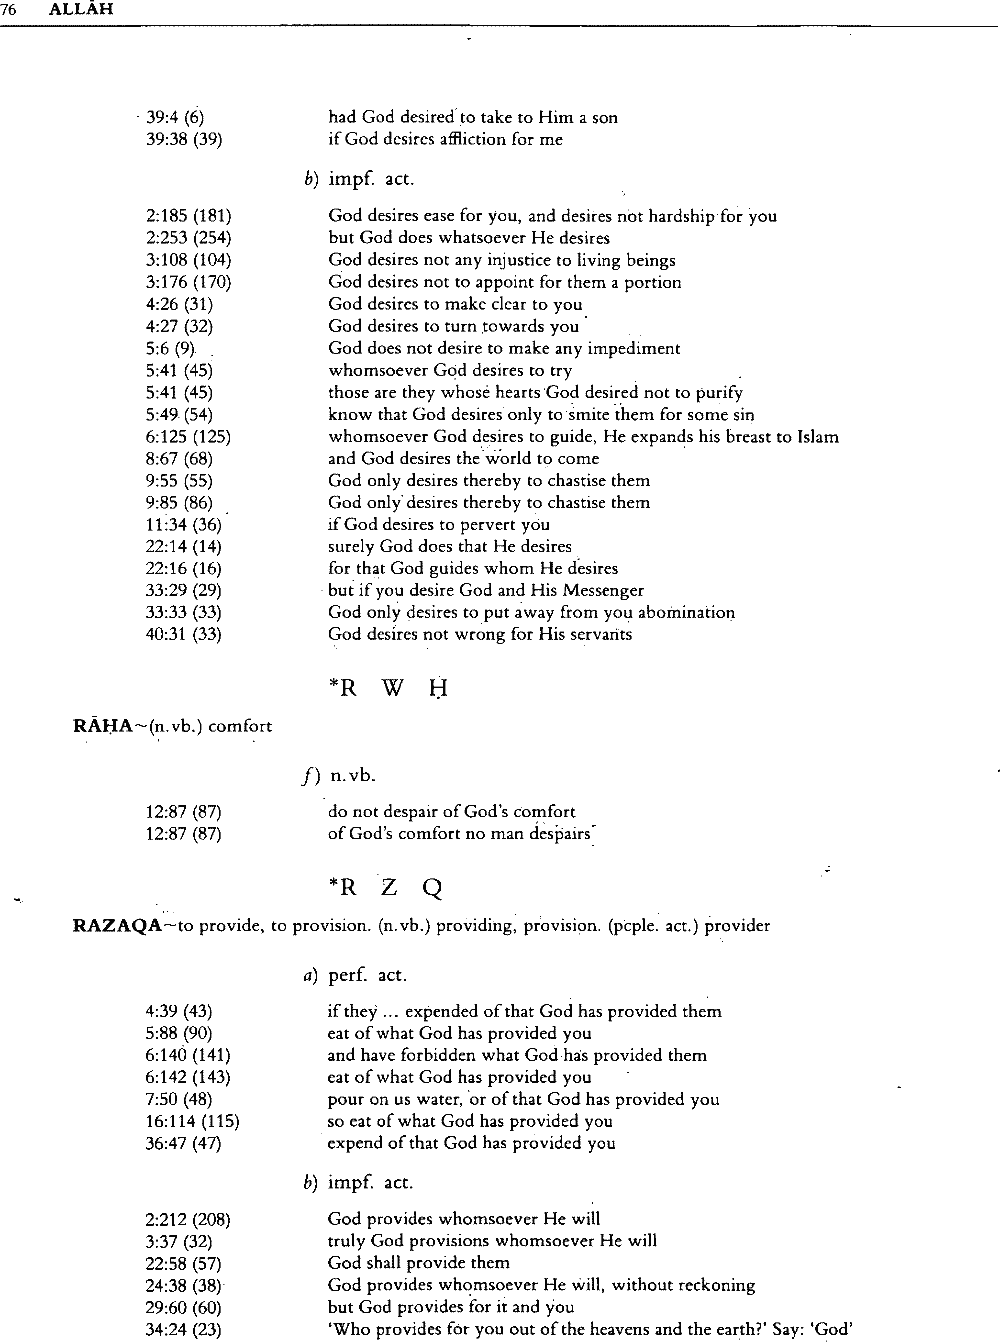 76 ALLĀH
39:4 (6) had God desired to take to Him a son
39:38 (39) if God desires affliction for me
b) impf. act.
2:185 (181) God desires ease for you, and desires not hardship for you
2:253 (254) but God does whatsoever He desires
3:108 (104) God desires not any injustice to living beings
3:176 (170) God desires not to appoint for them a portion
4:26 (31) God desires to make clear to you
4:27 (32) God desires to turn towards you
5:6 (9) God does not desire to make any impediment
5:41 (45) whomsoever God desires to try
5:41 (45) those are they whose hearts God desired not to purify
5:49 (54) know that God desires only to smite them for some sin
6:125 (125) whomsoever God desires to guide, He expands his breast to Islam
8:67 (68) and God desires the world to come
9:55 (55) God only desires thereby to chastise them
9:85 (86) God only desires thereby to chastise them
11:34 (36) if God desires to pervert you
22:14 (14) surely God does that He desires
22:16 (16) for that God guides whom He desires
33:29 (29) but if you desire God and His Messenger
33:33 (33) God only desires to put away from you abomination
40:31 (33) God desires not wrong for His servants
*R W Ḥ
RĀḤA~(n.vb.) comfort
f) n.vb.
12:87 (87) do not despair of God's comfort
12:87 (87) of God's comfort no man despairs
*R Z Q
RAZAQA~to provide, to provision. (n.vb.) providing, provision. (pcple. act.) provider
a) perf. act.
4:39 (43) if they ... expended of that God has provided them
5:88 (90) eat of what God has provided you
6:140 (141) and have forbidden what God has provided them
6:142 (143) eat of what God has provided you
7:50 (48) pour on us water, or of that God has provided you
16:114 (115) so eat of what God has provided you
36:47 (47) expend of that God has provided you
b) impf. act.
2:212 (208) God provides whomsoever He will
3:37 (32) truly God provisions whomsoever He will
22:58 (57) God shall provide them
24:38 (38) God provides whomsoever He will, without reckoning
29:60 (60) but God provides for it and you
34:24 (23) 'Who provides for you out of the heavens and the earth?' Say: 'God'